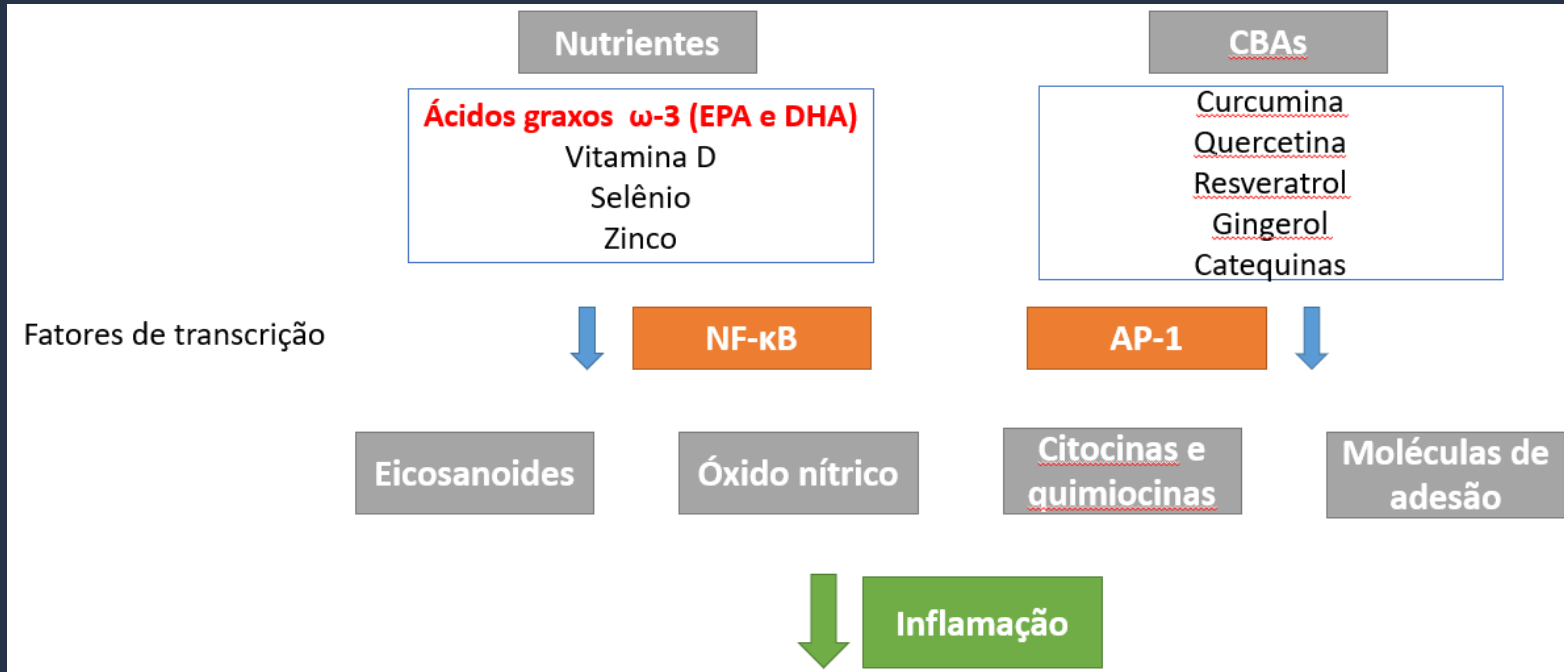 Nutrientes
CBAs
Ácidos graxos ω-3 (EPA e DHA)
Vitamina D
Selênio
Zinco
Curcumina
Quercetina
Resveratrol
Gingerol
Catequinas
Fatores de transcrição
NF-κB
AP-1
Eicosanoides
Óxido nítrico
Citocinas e
quimiocinas
Moléculas de
adesão
Inflamação